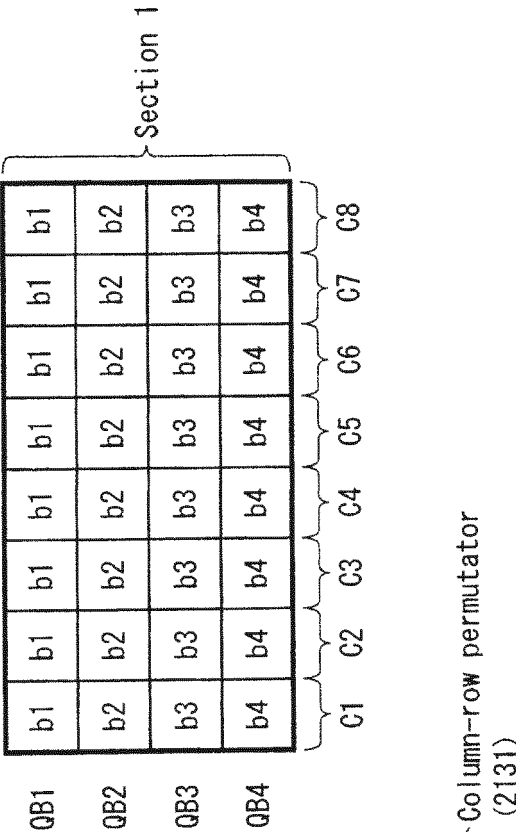 Section 1
QB1 b1 b1 b1 b1 b1 b1 b1 b1
QB2 b2 b2 b2 b2 b2 b2 b2 b2
QB3 b3 b3 b3 b3 b3 b3 b3 b3
QB4 b4 b4 b4 b4 b4 b4 b4 b4
C1 C2 C3 C4 C5 C6 C7 C8
Column-row permutator
(2131)